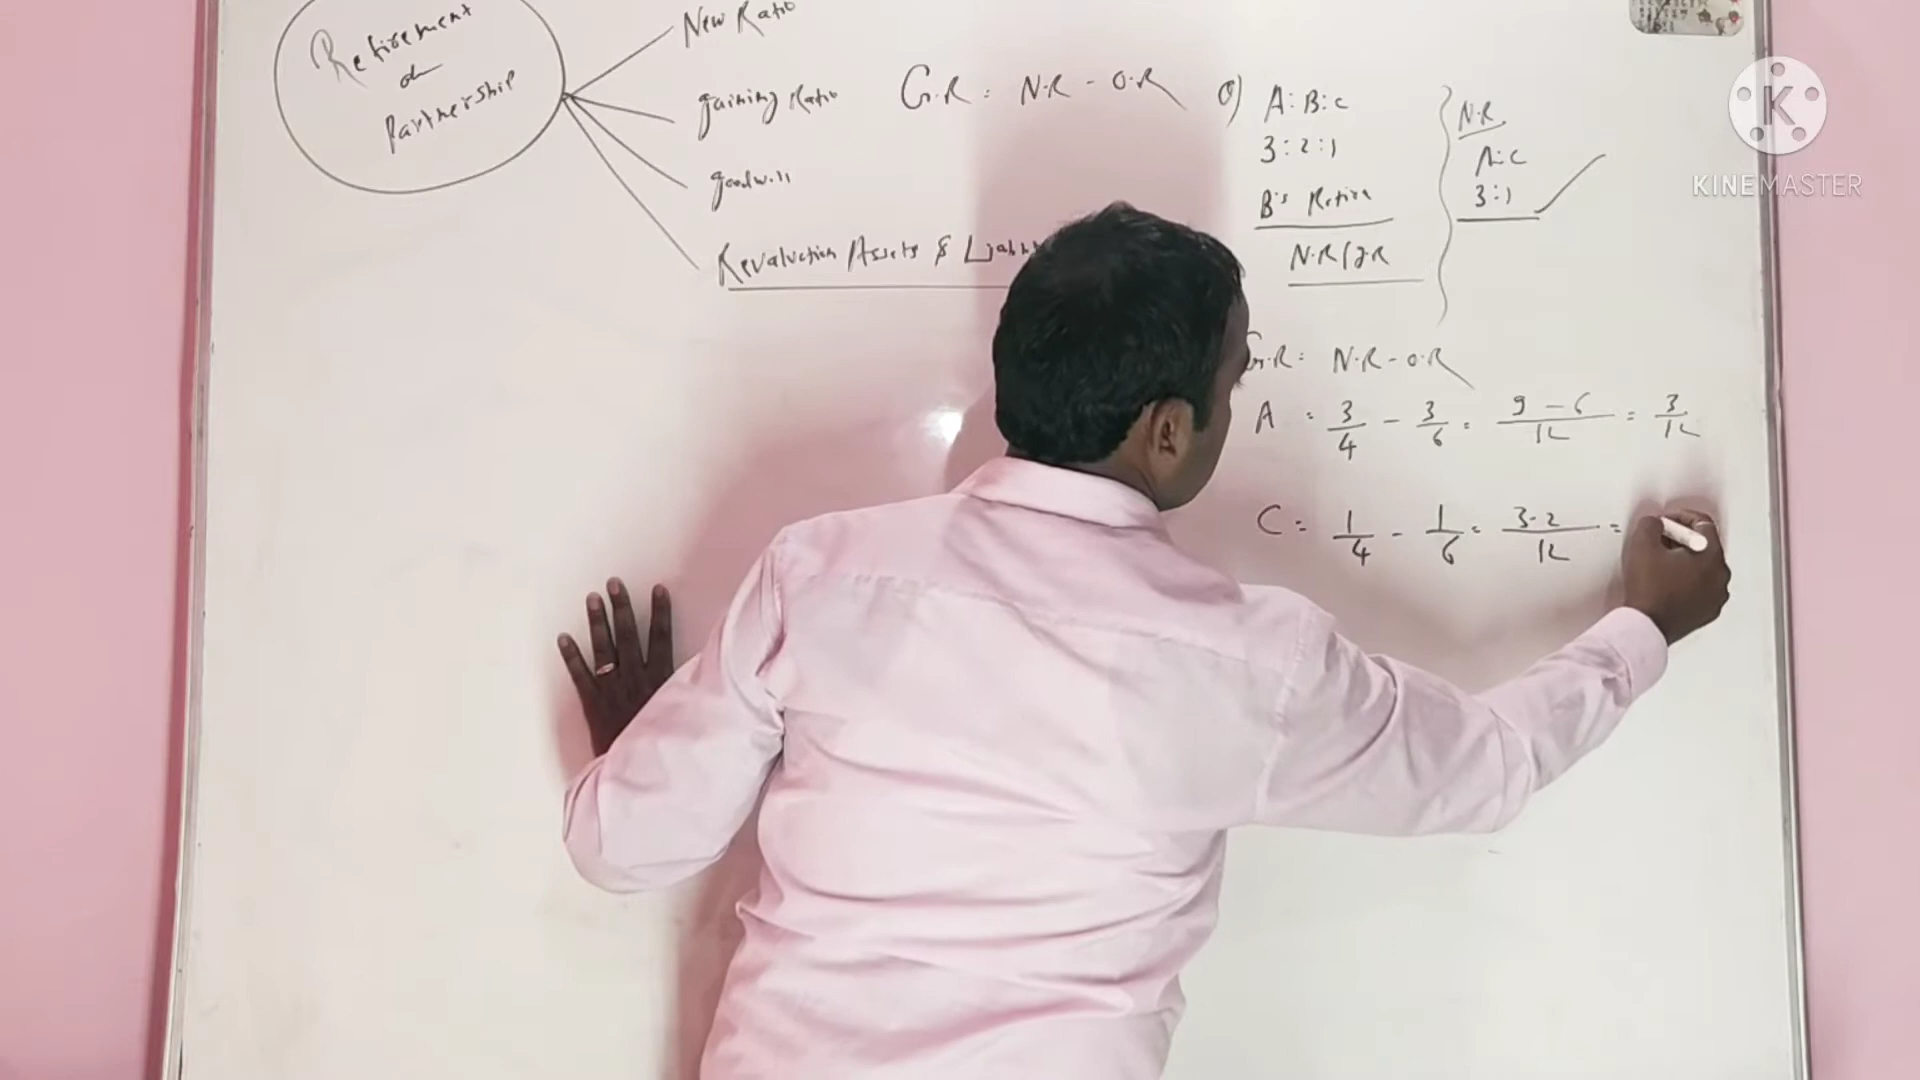 Retirement
of
Partnership
New Ratio
gaining Ratio
G.R = N.R - O.R
goodwill
Revaluation Assets &
Q) A:B:C
3:2:1
B's Retire
N.R/G.R
N.R
A:C
3:1
G.R = N.R - O.R
A = 3/4 - 3/6 = 9-6/12 = 3/12
C = 1/4 - 1/6 = 3-2/12 =
K
KINEMASTER